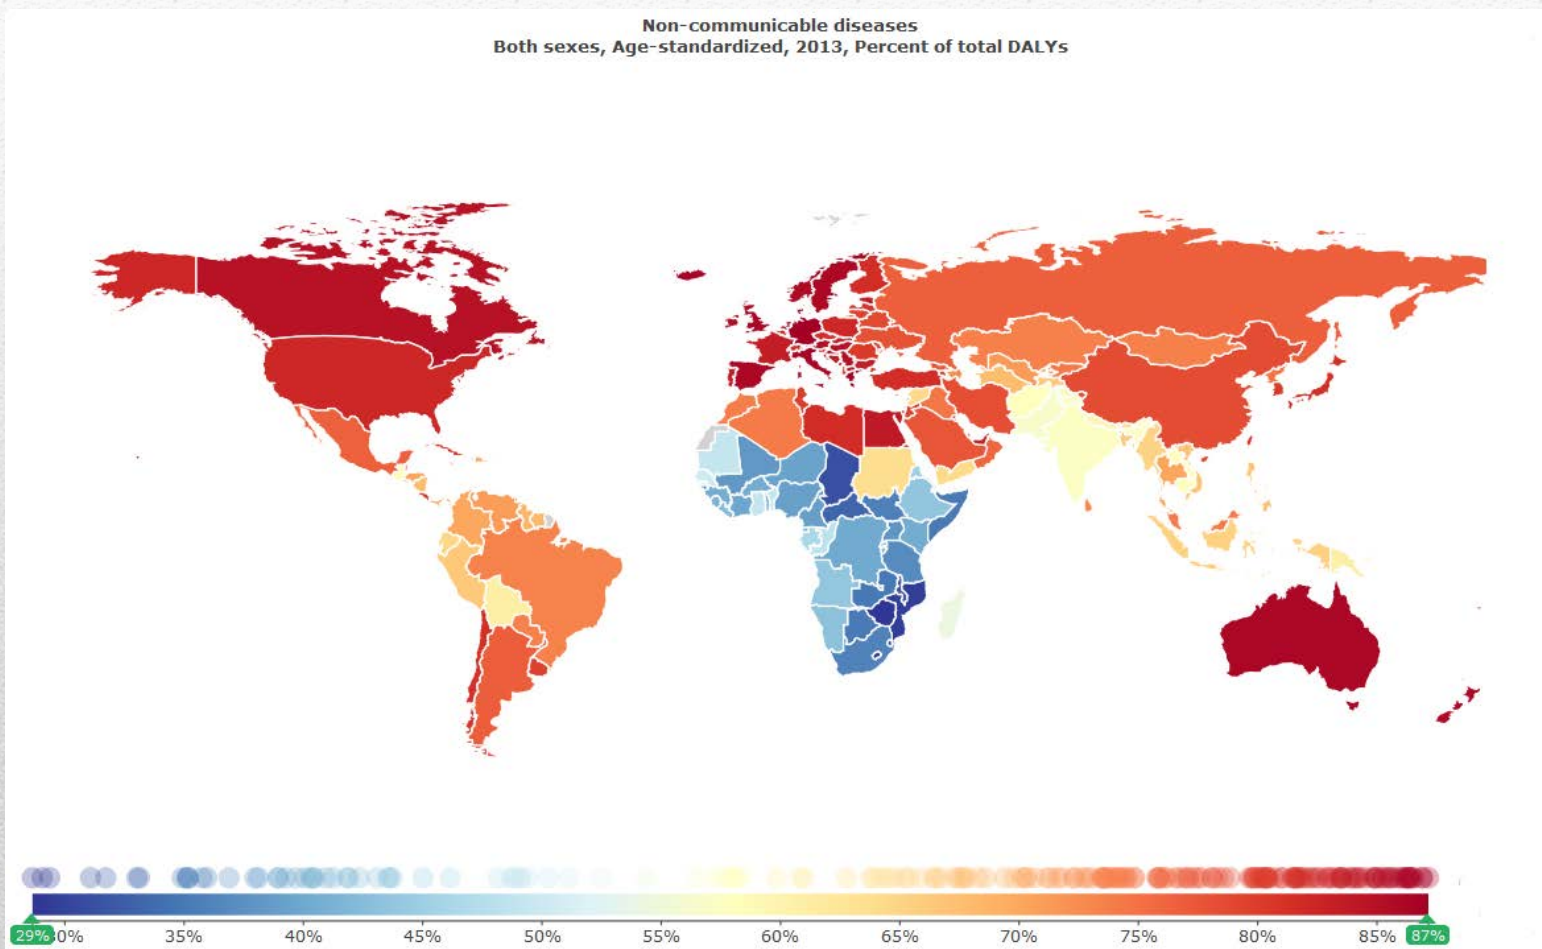 Non-communicable diseases
Both sexes, Age-standardized, 2013, Percent of total DALYs
29% 30% 35% 40% 45% 50% 55% 60% 65% 70% 75% 80% 85% 87%